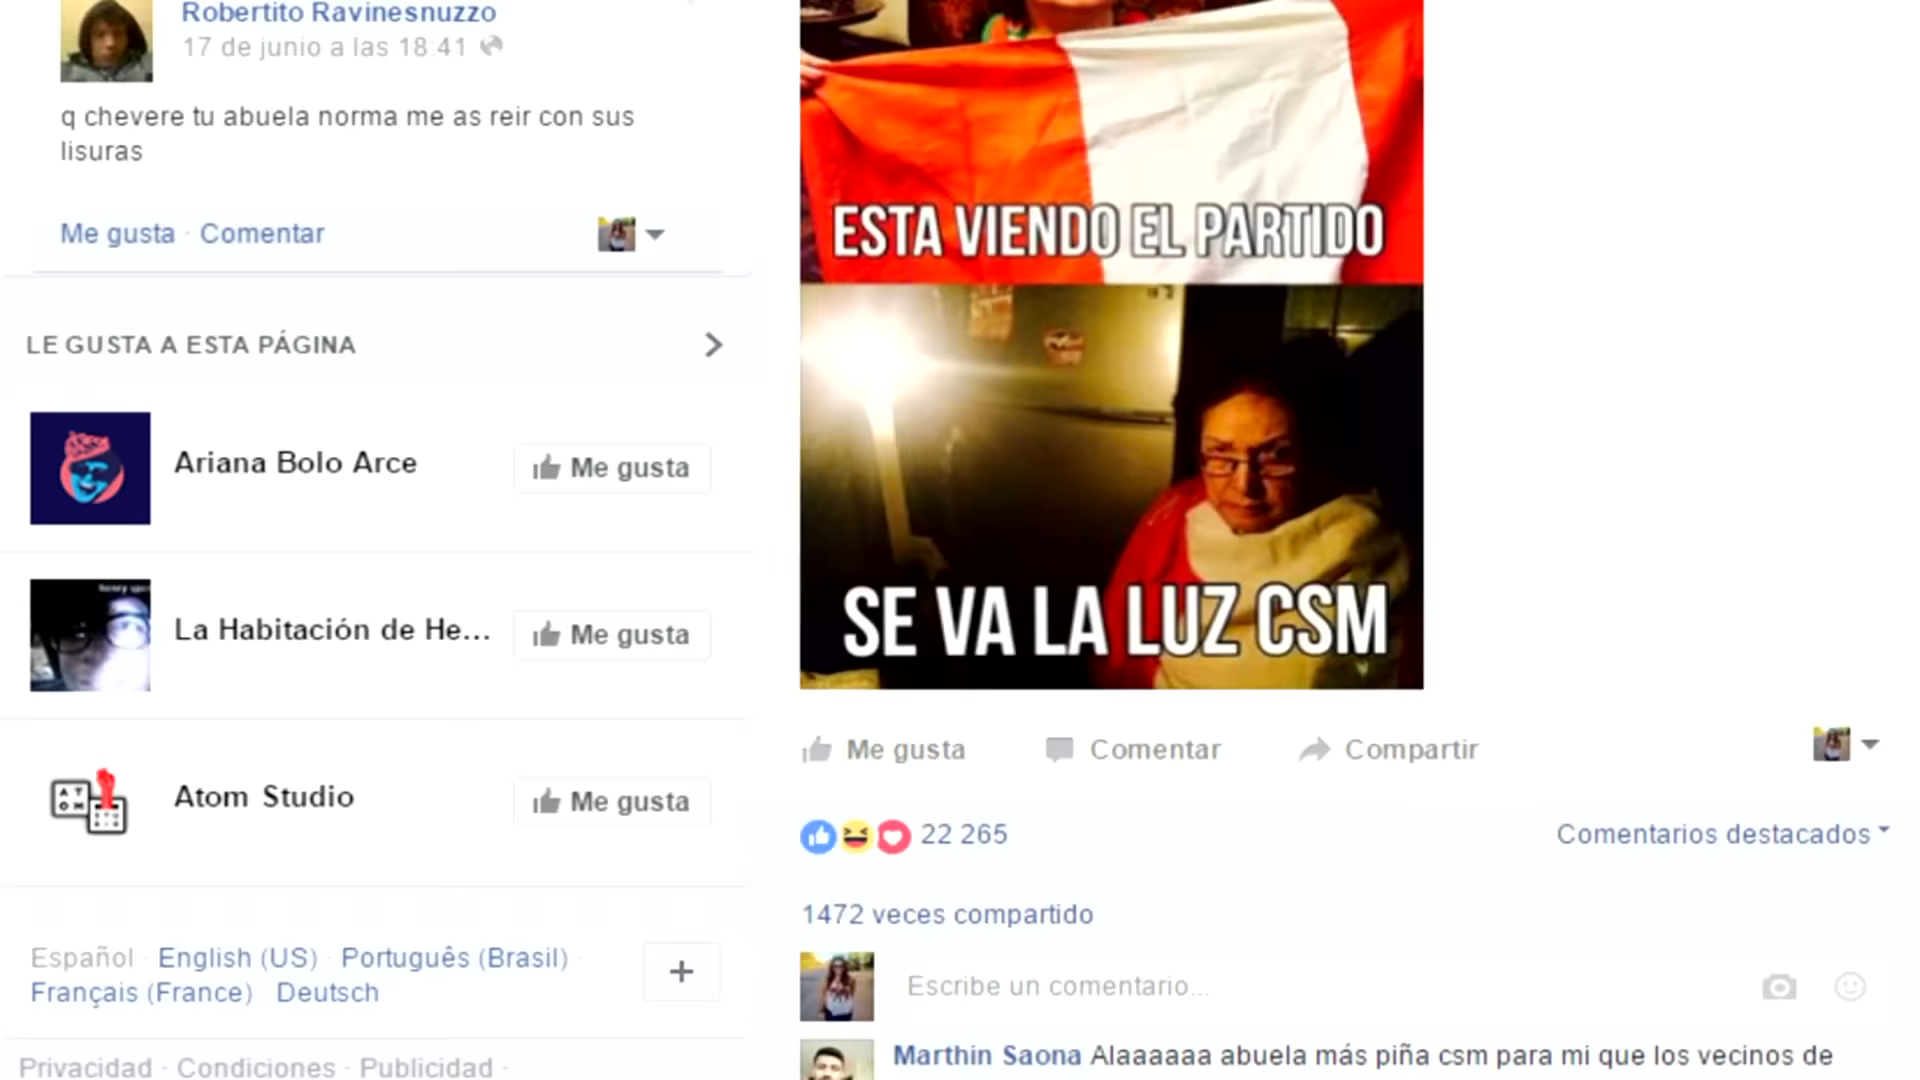 Robertito Ravinesnuzzo
17 de junio a las 18:41
q chevere tu abuela norma me as reir con sus
lisuras
Me gusta · Comentar
LE GUSTA A ESTA PÁGINA
Ariana Bolo Arce
Me gusta
La Habitación de He...
Me gusta
ATOM
Atom Studio
Me gusta
Español · English (US) · Português (Brasil) ·
Français (France) · Deutsch
+
Privacidad · Condiciones · Publicidad ·
ESTA VIENDO EL PARTIDO
SE VA LA LUZ CSM
Me gusta
Comentar
Compartir
22 265
Comentarios destacados
1472 veces compartido
Escribe un comentario...
Marthin Saona Alaaaaaa abuela más piña csm para mi que los vecinos de